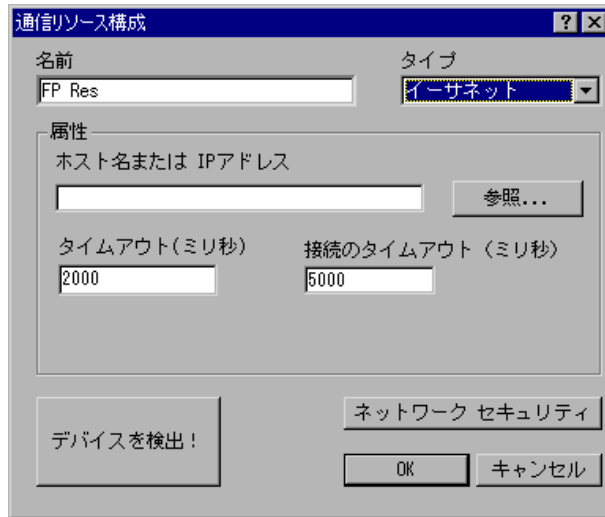 通信リソース構成
名前
タイプ
FP Res
イーサネット
属性
ホスト名または IPアドレス
参照...
タイムアウト(ミリ秒)
接続のタイムアウト (ミリ秒)
2000
5000
デバイスを検出!
ネットワーク セキュリティ
OK
キャンセル